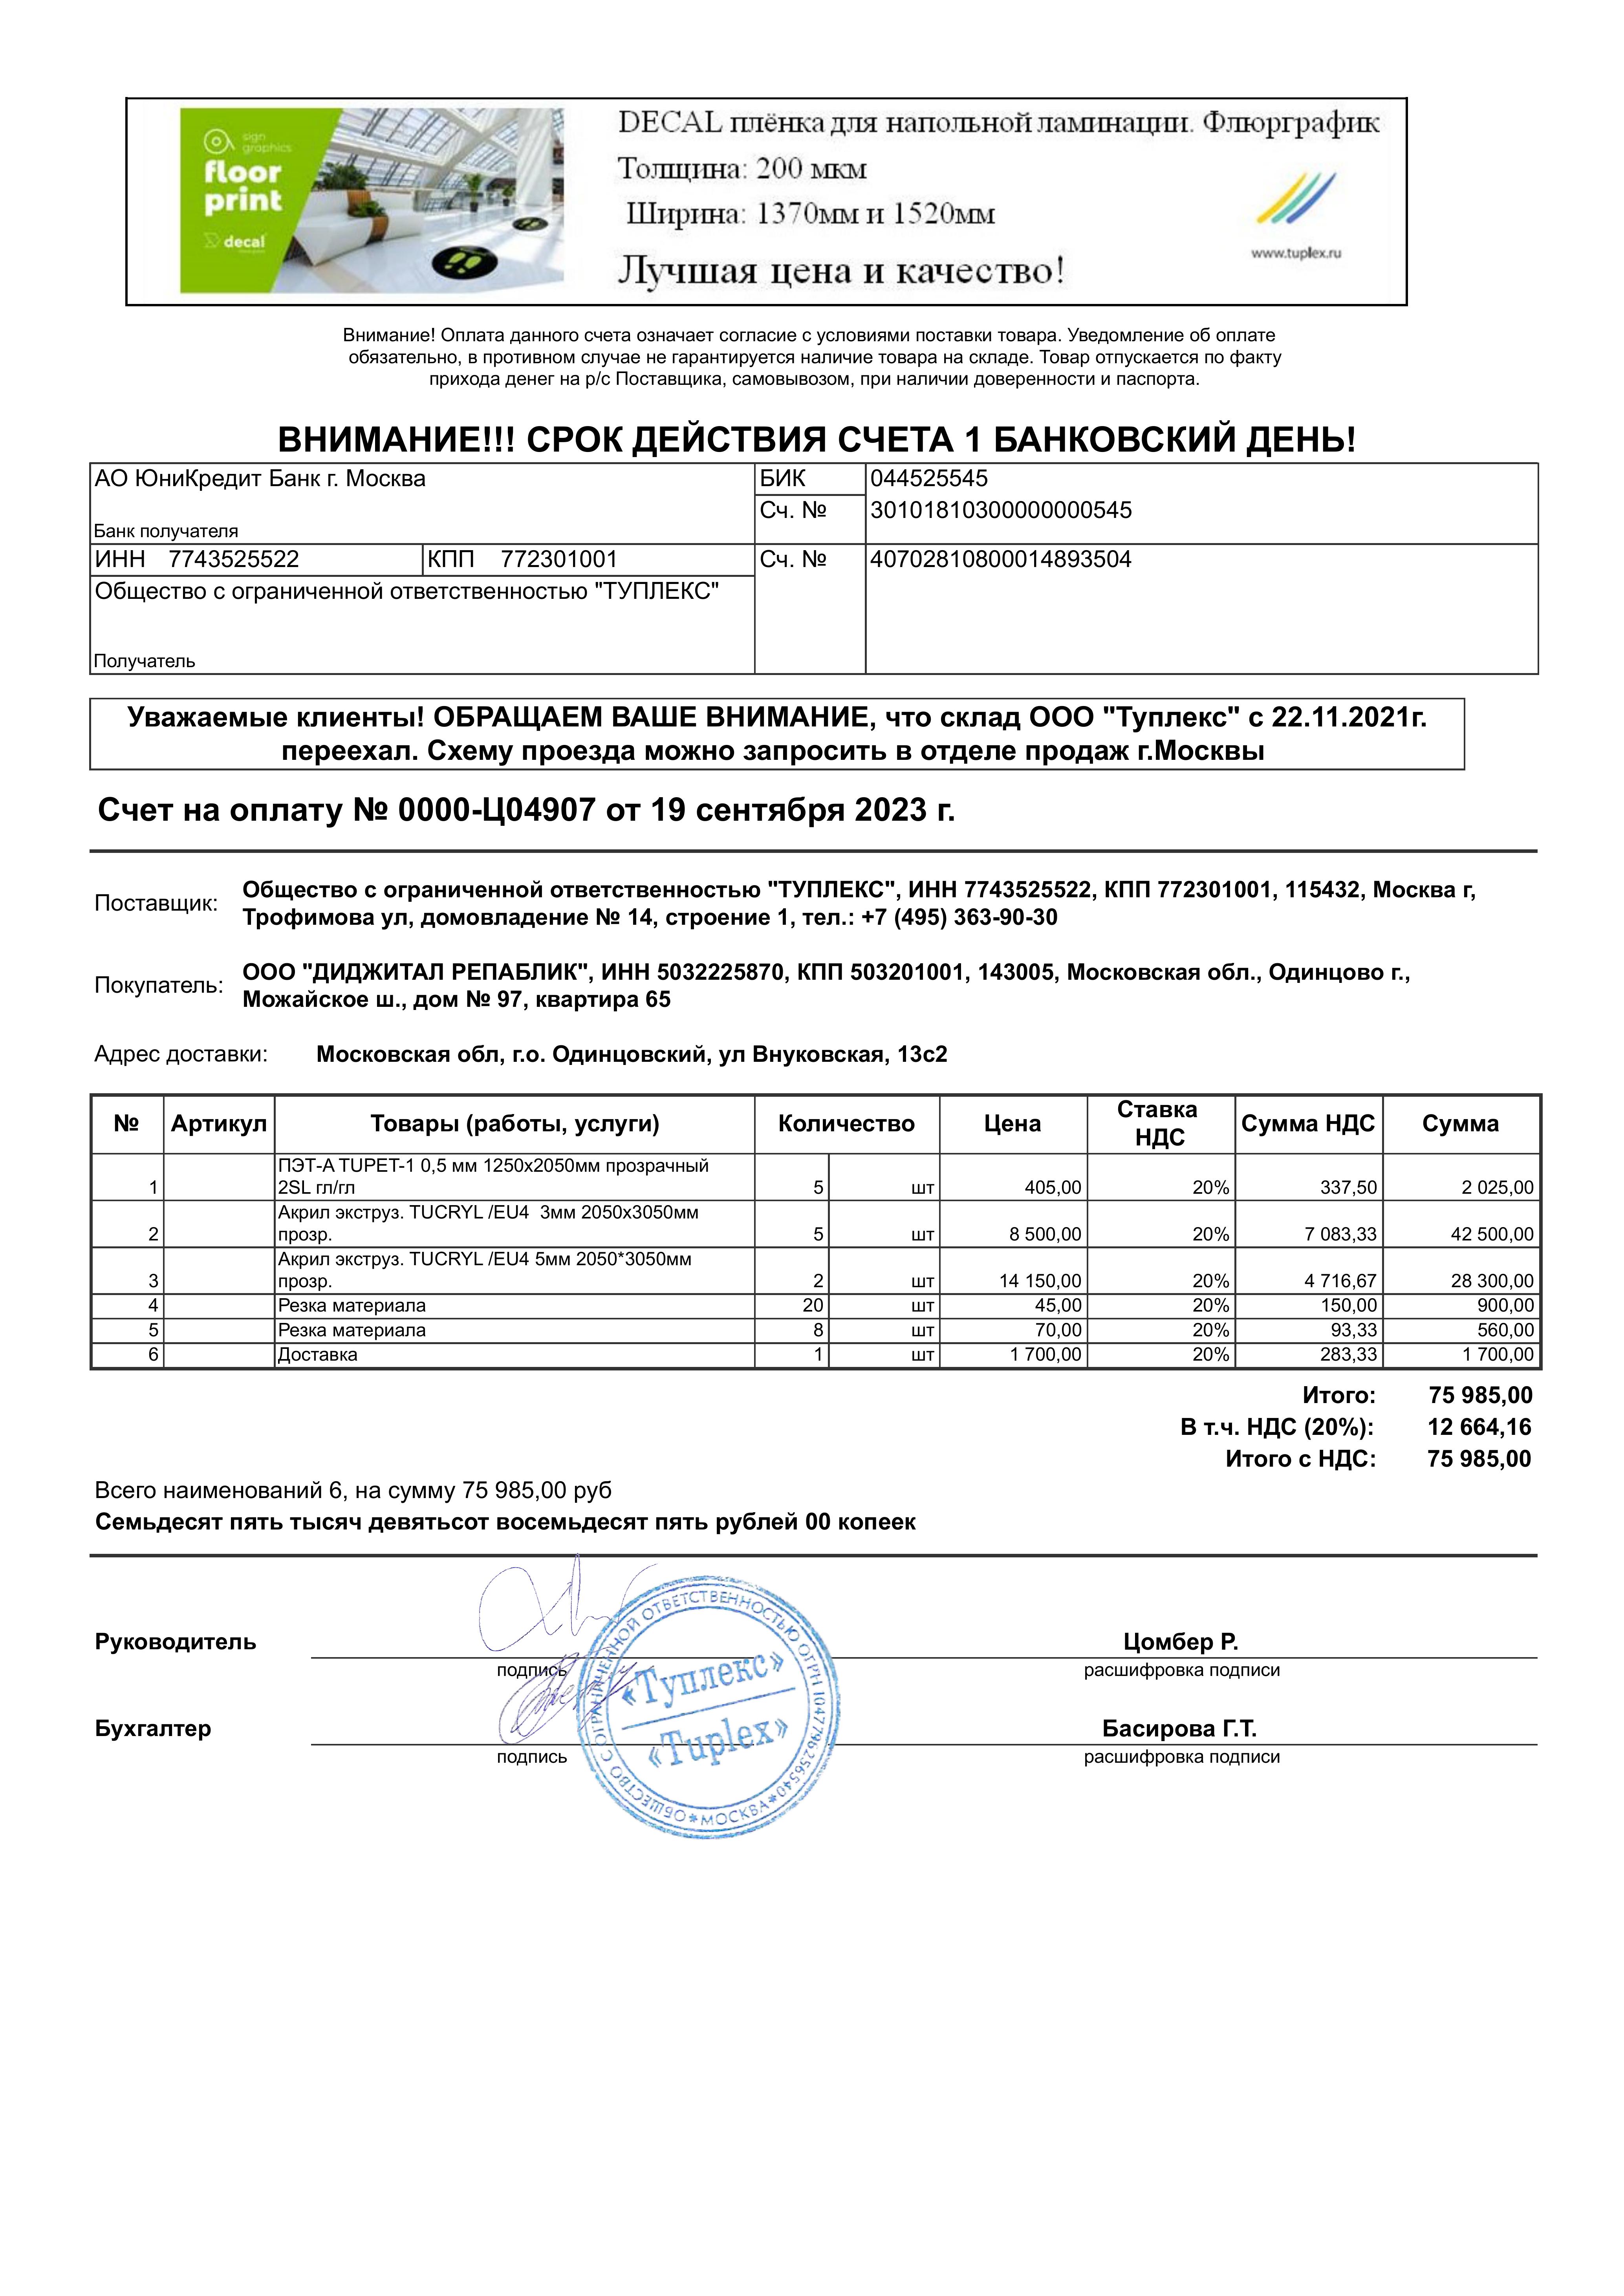 sign
graphics
floor
print
decal
DECAL плёнка для напольной ламинации. Флюрграфик
Толщина: 200 мкм
Ширина: 1370мм и 1520мм
Лучшая цена и качество!
www.tuplex.ru
Внимание! Оплата данного счета означает согласие с условиями поставки товара. Уведомление об оплате
обязательно, в противном случае не гарантируется наличие товара на складе. Товар отпускается по факту
прихода денег на р/с Поставщика, самовывозом, при наличии доверенности и паспорта.
ВНИМАНИЕ!!! СРОК ДЕЙСТВИЯ СЧЕТА 1 БАНКОВСКИЙ ДЕНЬ!
АО ЮниКредит Банк г. Москва БИК 044525545
Сч. № 30101810300000000545
Банк получателя
ИНН 7743525522 КПП 772301001 Сч. № 40702810800014893504
Общество с ограниченной ответственностью "ТУПЛЕКС"
Получатель
Уважаемые клиенты! ОБРАЩАЕМ ВАШЕ ВНИМАНИЕ, что склад ООО "Туплекс" с 22.11.2021г.
переехал. Схему проезда можно запросить в отделе продаж г.Москвы
Счет на оплату № 0000-Ц04907 от 19 сентября 2023 г.
Поставщик: Общество с ограниченной ответственностью "ТУПЛЕКС", ИНН 7743525522, КПП 772301001, 115432, Москва г,
Трофимова ул, домовладение № 14, строение 1, тел.: +7 (495) 363-90-30
Покупатель: ООО "ДИДЖИТАЛ РЕПАБЛИК", ИНН 5032225870, КПП 503201001, 143005, Московская обл., Одинцово г.,
Можайское ш., дом № 97, квартира 65
Адрес доставки: Московская обл, г.о. Одинцовский, ул Внуковская, 13с2
№ Артикул Товары (работы, услуги) Количество Цена Ставка НДС Сумма НДС Сумма
ПЭТ-А TUPET-1 0,5 мм 1250х2050мм прозрачный
1 2SL гл/гл 5 шт 405,00 20% 337,50 2 025,00
Акрил экструз. TUCRYL /EU4 3мм 2050х3050мм
2 прозр. 5 шт 8 500,00 20% 7 083,33 42 500,00
Акрил экструз. TUCRYL /EU4 5мм 2050*3050мм
3 прозр. 2 шт 14 150,00 20% 4 716,67 28 300,00
4 Резка материала 20 шт 45,00 20% 150,00 900,00
5 Резка материала 8 шт 70,00 20% 93,33 560,00
6 Доставка 1 шт 1 700,00 20% 283,33 1 700,00
Итого: 75 985,00
В т.ч. НДС (20%): 12 664,16
Итого с НДС: 75 985,00
Всего наименований 6, на сумму 75 985,00 руб
Семьдесят пять тысяч девятьсот восемьдесят пять рублей 00 копеек
Руководитель Цомбер Р.
подпись расшифровка подписи
Бухгалтер Басирова Г.Т.
подпись расшифровка подписи
ОБЩЕСТВО С ОГРАНИЧЕННОЙ ОТВЕТСТВЕННОСТЬЮ ОГРН 1047796256540
*МОСКВА*
«Туплекс»
«Tuplex»